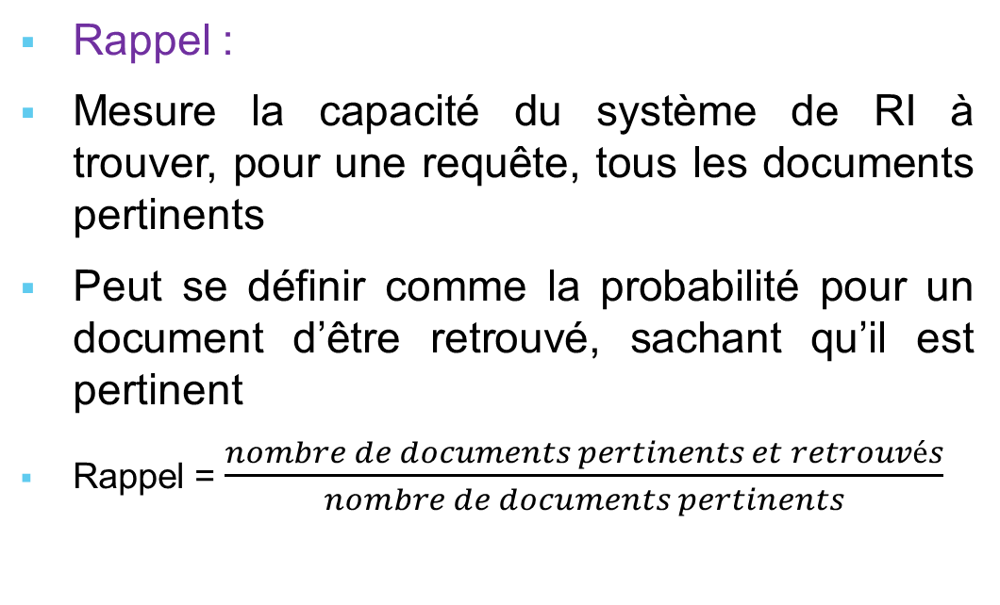 ▪ Rappel :
▪ Mesure la capacité du système de RI à
trouver, pour une requête, tous les documents
pertinents
▪ Peut se définir comme la probabilité pour un
document d’être retrouvé, sachant qu’il est
pertinent
▪ Rappel = nombre de documents pertinents et retrouvés
nombre de documents pertinents